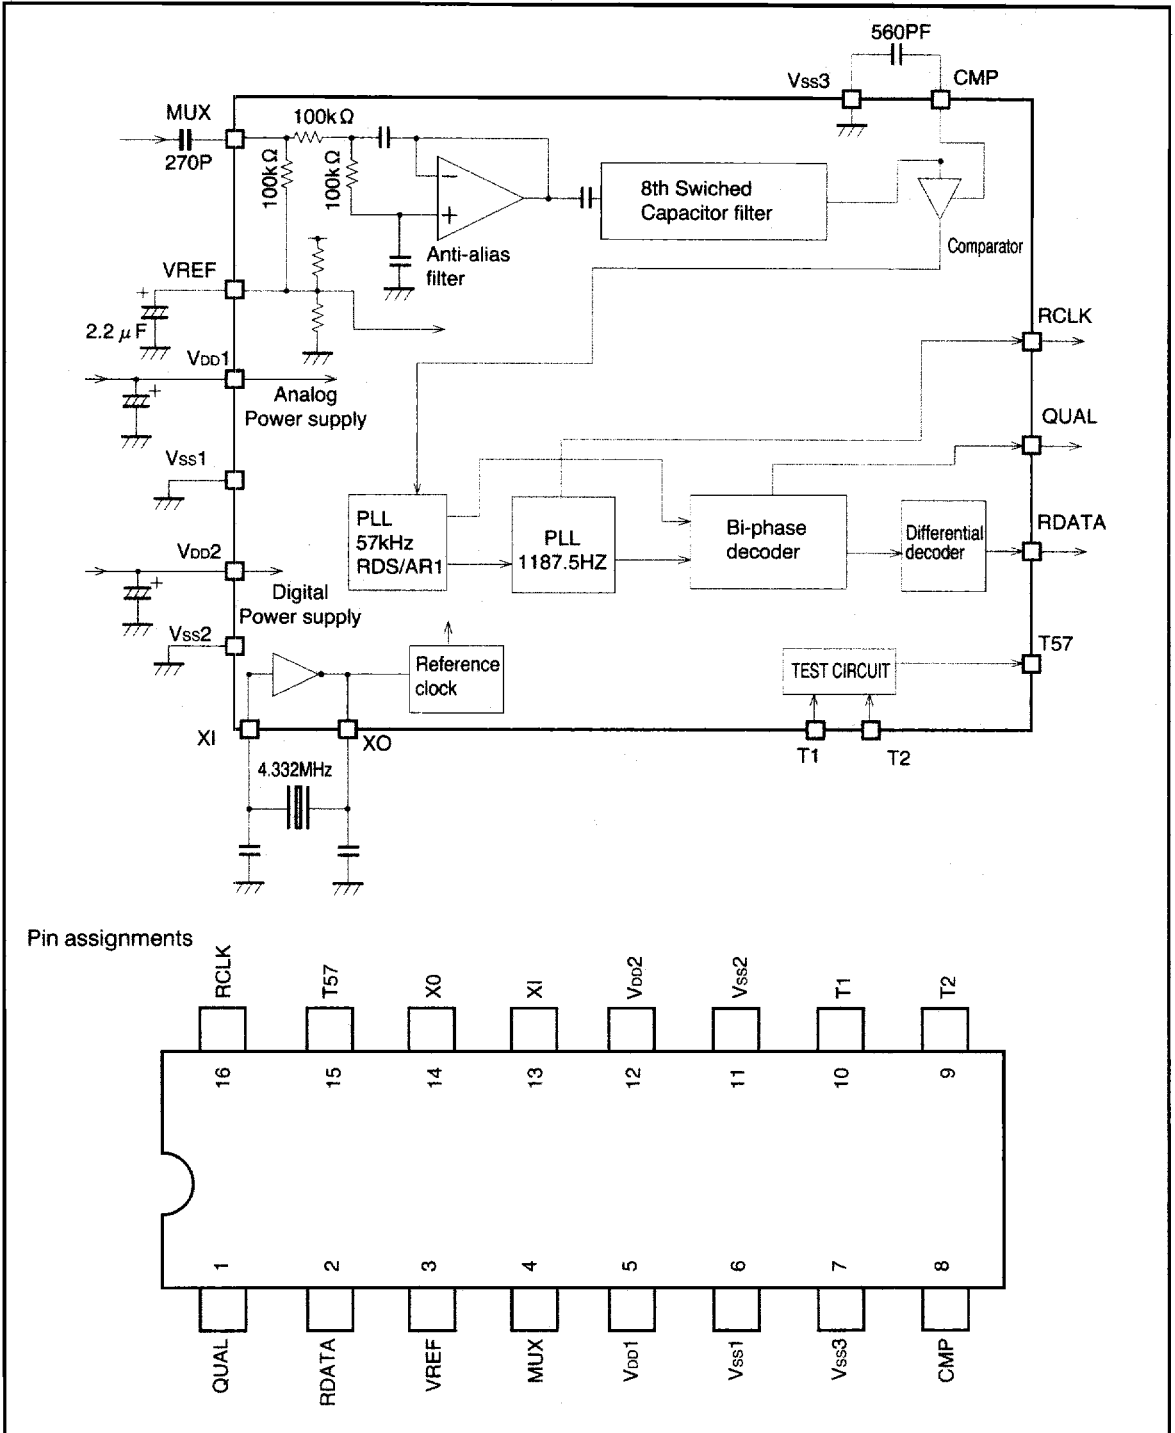 560PF
Vss3
CMP
MUX
270P
100kΩ
100kΩ
100kΩ
8th Swiched
Capacitor filter
Anti-alias
filter
Comparator
VREF
+
2.2 μF
VDD1
+
Analog
Power supply
RCLK
QUAL
Vss1
PLL
57kHz
RDS/AR1
PLL
1187.5HZ
Bi-phase
decoder
Differential
decoder
RDATA
VDD2
+
Digital
Power supply
Vss2
Reference
clock
TEST CIRCUIT
T57
XI
XO
T1
T2
4.332MHz
Pin assignments
RCLK
T57
X0
XI
VDD2
Vss2
T1
T2
16
15
14
13
12
11
10
9
1
2
3
4
5
6
7
8
QUAL
RDATA
VREF
MUX
VDD1
Vss1
Vss3
CMP